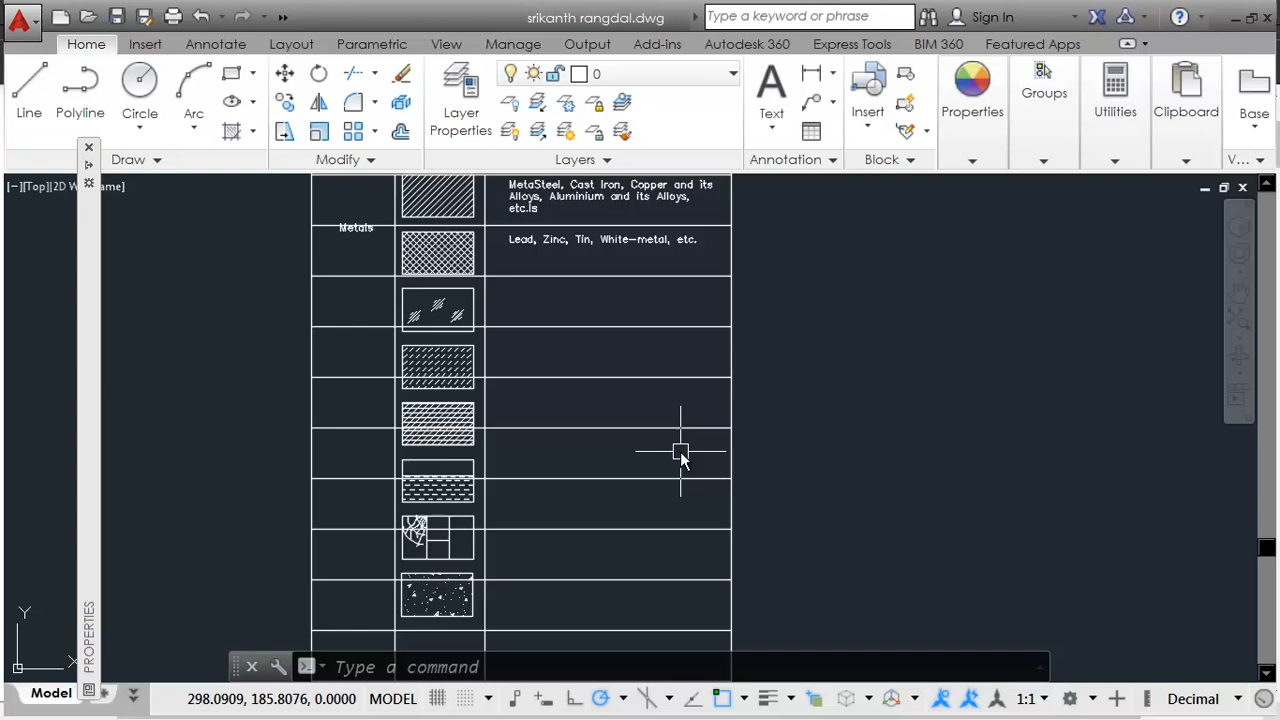 srikanth rangdal.dwg
Type a keyword or phrase
Sign In
Home Insert Annotate Layout Parametric View Manage Output Add-ins Autodesk 360 Express Tools BIM 360 Featured Apps
0
Line Polyline Circle Arc
Layer
Properties
Text
Insert
Properties
Groups
Utilities
Clipboard
Base
Draw Modify Layers Annotation Block
[−][Top][2D W
ame]
MetaSteel, Cast Iron, Copper and its
Alloys, Aluminium and its Alloys,
etc.ls
Metals
Lead, Zinc, Tin, White-metal, etc.
Y
X
PROPERTIES
Type a command
Model
298.0909, 185.8076, 0.0000 MODEL
1:1
Decimal